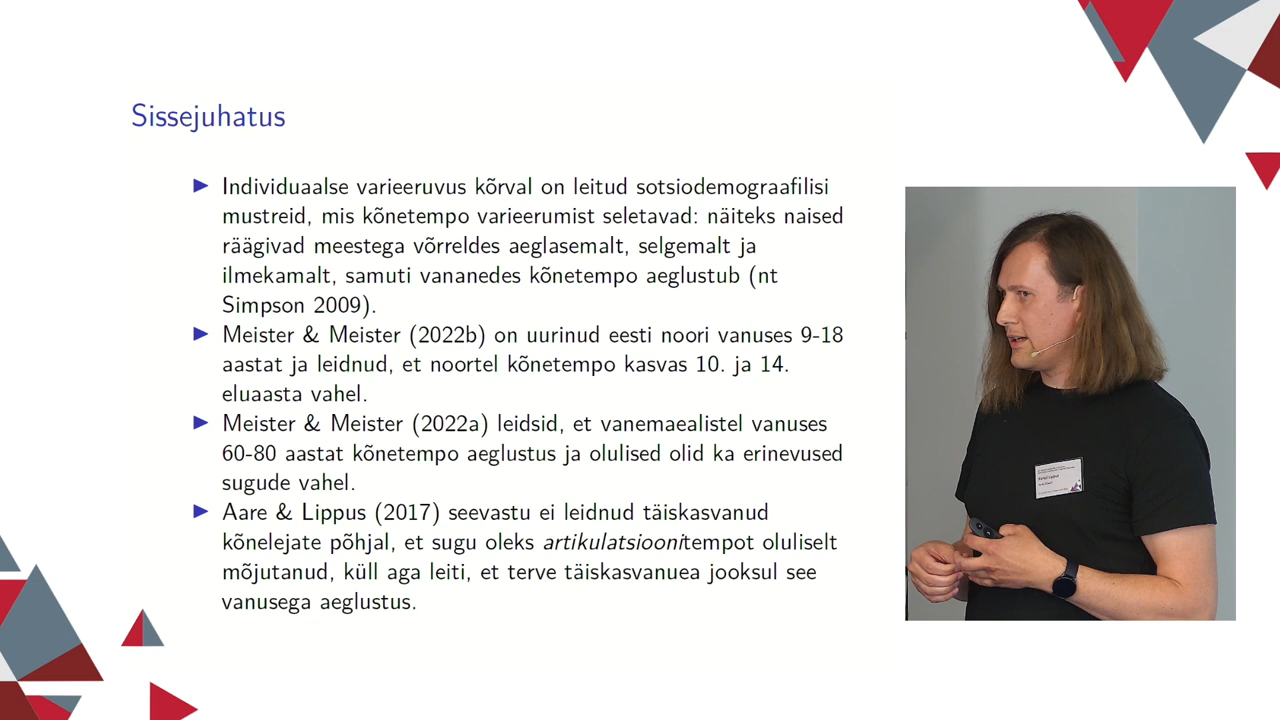 Sissejuhatus
Individuaalse varieeruvus kõrval on leitud sotsiodemograafilisi
mustreid, mis kõnetempo varieerumist seletavad: näiteks naised
räägivad meestega võrreldes aeglasemalt, selgemalt ja
ilmekamalt, samuti vananedes kõnetempo aeglustub (nt
Simpson 2009).
Meister & Meister (2022b) on uurinud eesti noori vanuses 9-18
aastat ja leidnud, et noortel kõnetempo kasvas 10. ja 14.
eluaasta vahel.
Meister & Meister (2022a) leidsid, et vanemaealistel vanuses
60-80 aastat kõnetempo aeglustus ja olulised olid ka erinevused
sugude vahel.
Aare & Lippus (2017) seevastu ei leidnud täiskasvanud
kõnelejate põhjal, et sugu oleks artikulatsioonitempot oluliselt
mõjutanud, küll aga leiti, et terve täiskasvanuea jooksul see
vanusega aeglustus.